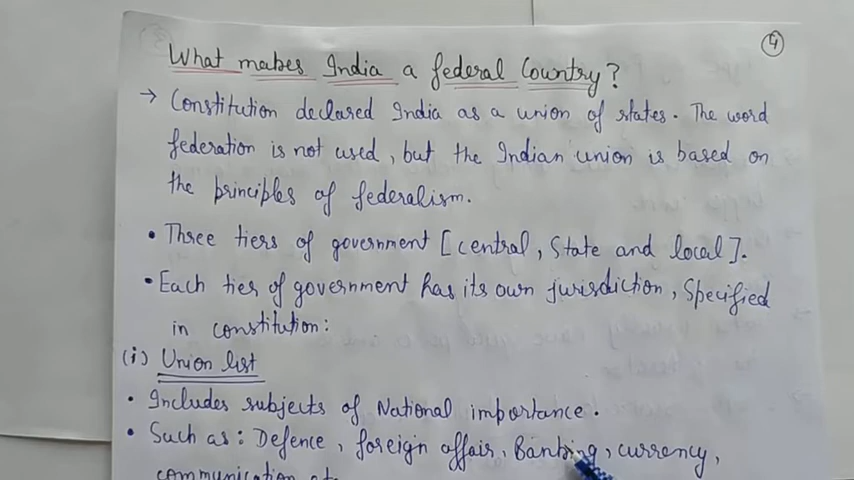 4
What makes India a federal Country?
→ Constitution declared India as a union of states. The word
federation is not used, but the Indian union is based on
the principles of federalism.
• Three tiers of government [central, State and local].
• Each tier of government has its own jurisdiction, Specified
in constitution:
(i) Union list
• Includes subjects of National importance.
• Such as: Defence, foreign affair, Banking, currency,
communication etc